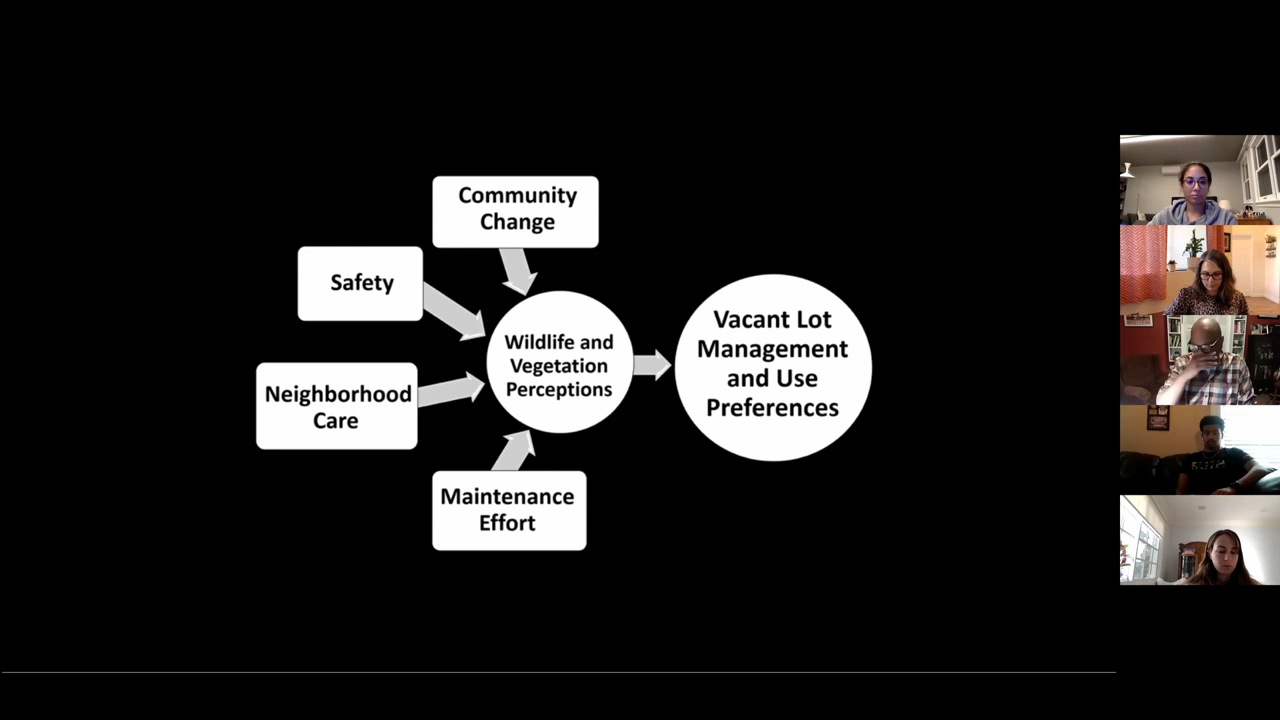 Community
Change
Safety
Wildlife and
Vegetation
Perceptions
Vacant Lot
Management
and Use
Preferences
Neighborhood
Care
Maintenance
Effort